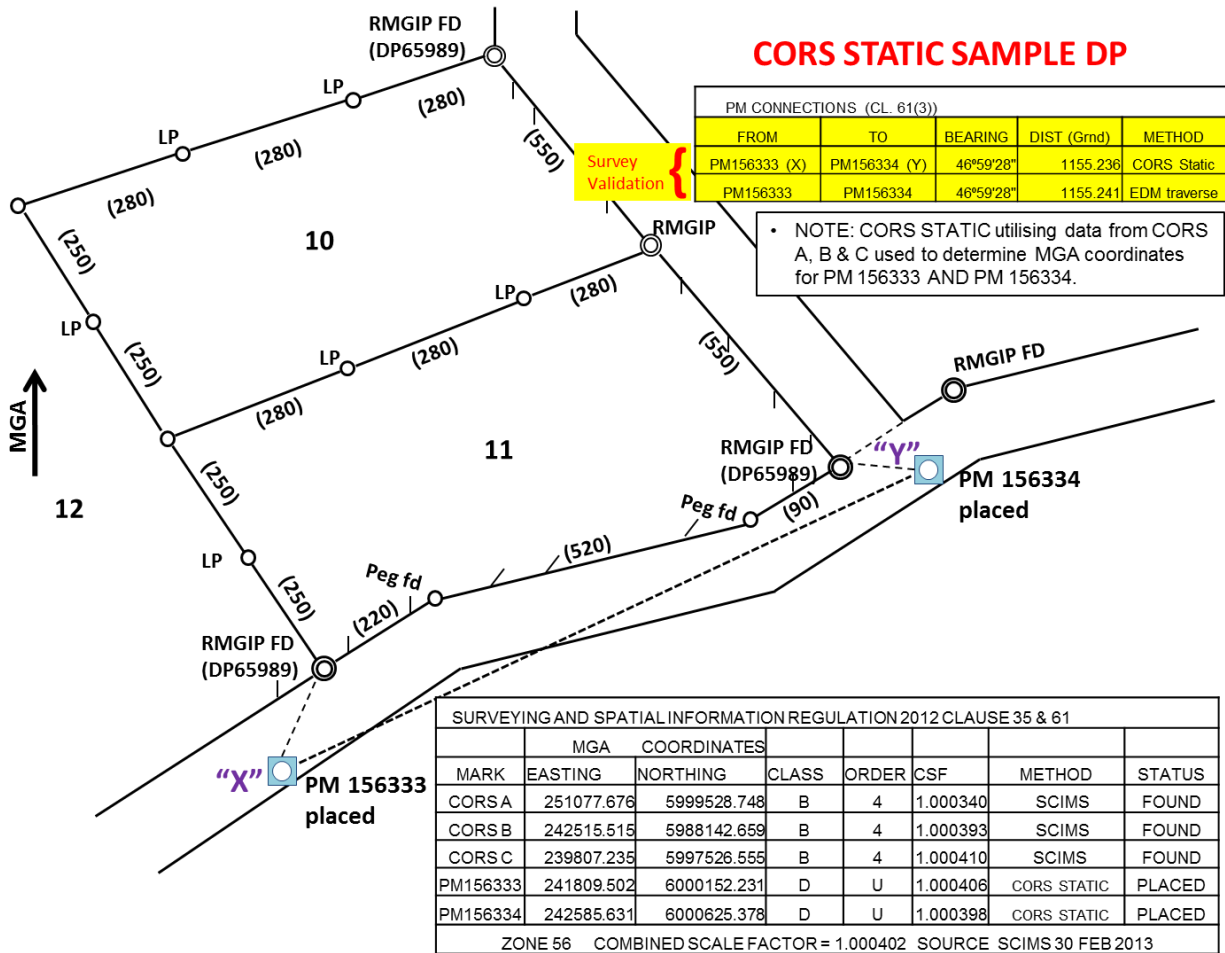 CORS STATIC SAMPLE DP
RMGIP FD
(DP65989)
LP
(280)
LP
(280)
(280)
(550)
Survey
Validation
{
PM CONNECTIONS (CL. 61(3))
FROM TO BEARING DIST (Grnd) METHOD
PM156333 (X) PM156334 (Y) 46º59'28" 1155.236 CORS Static
PM156333 PM156334 46º59'28" 1155.241 EDM traverse
• NOTE: CORS STATIC utilising data from CORS
A, B & C used to determine MGA coordinates
for PM 156333 AND PM 156334.
10
RMGIP
(250)
LP
(280)
LP
(250)
LP
(280)
(280)
(550)
MGA
RMGIP FD
11
12
(250)
RMGIP FD
(DP65989)
"Y"
PM 156334
placed
Peg fd
(90)
LP
(520)
Peg fd
(250)
(220)
RMGIP FD
(DP65989)
"X"
PM 156333
placed
SURVEYING AND SPATIAL INFORMATION REGULATION 2012 CLAUSE 35 & 61
MGA COORDINATES
MARK EASTING NORTHING CLASS ORDER CSF METHOD STATUS
CORS A 251077.676 5999528.748 B 4 1.000340 SCIMS FOUND
CORS B 242515.515 5988142.659 B 4 1.000393 SCIMS FOUND
CORS C 239807.235 5997526.555 B 4 1.000410 SCIMS FOUND
PM156333 241809.502 6000152.231 D U 1.000406 CORS STATIC PLACED
PM156334 242585.631 6000625.378 D U 1.000398 CORS STATIC PLACED
ZONE 56 COMBINED SCALE FACTOR = 1.000402 SOURCE SCIMS 30 FEB 2013